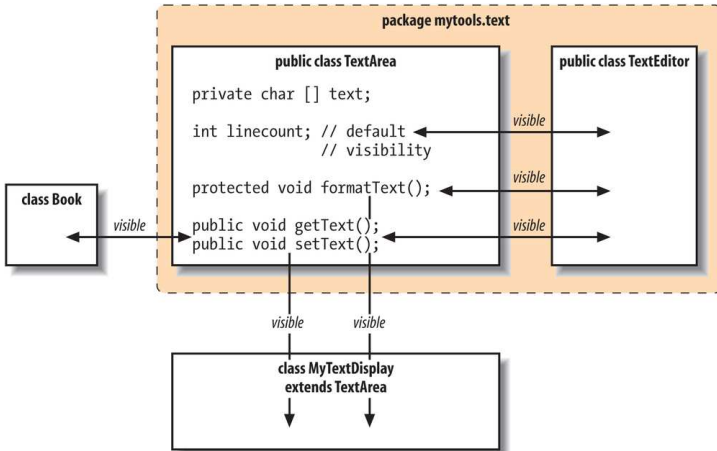 package mytools.text
public class TextArea
public class TextEditor
private char [] text;
int linecount; // default
// visibility
visible
protected void formatText();
visible
class Book
visible
public void getText();
public void setText();
visible
visible
visible
class MyTextDisplay
extends TextArea